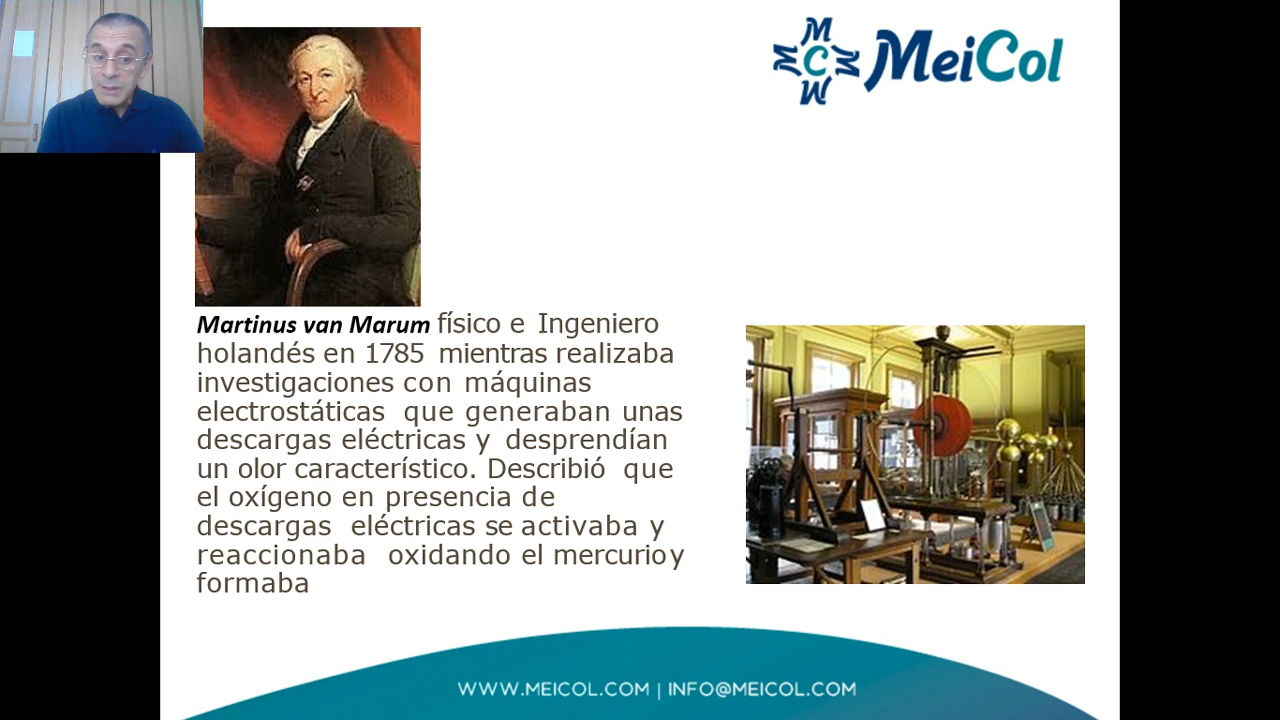 MCMW
MeiCol
Martinus van Marum físico e Ingeniero
holandés en 1785 mientras realizaba
investigaciones con máquinas
electrostáticas que generaban unas
descargas eléctricas y desprendían
un olor característico. Describió que
el oxígeno en presencia de
descargas eléctricas se activaba y
reaccionaba oxidando el mercurio y
formaba
WWW.MEICOL.COM | INFO@MEICOL.COM